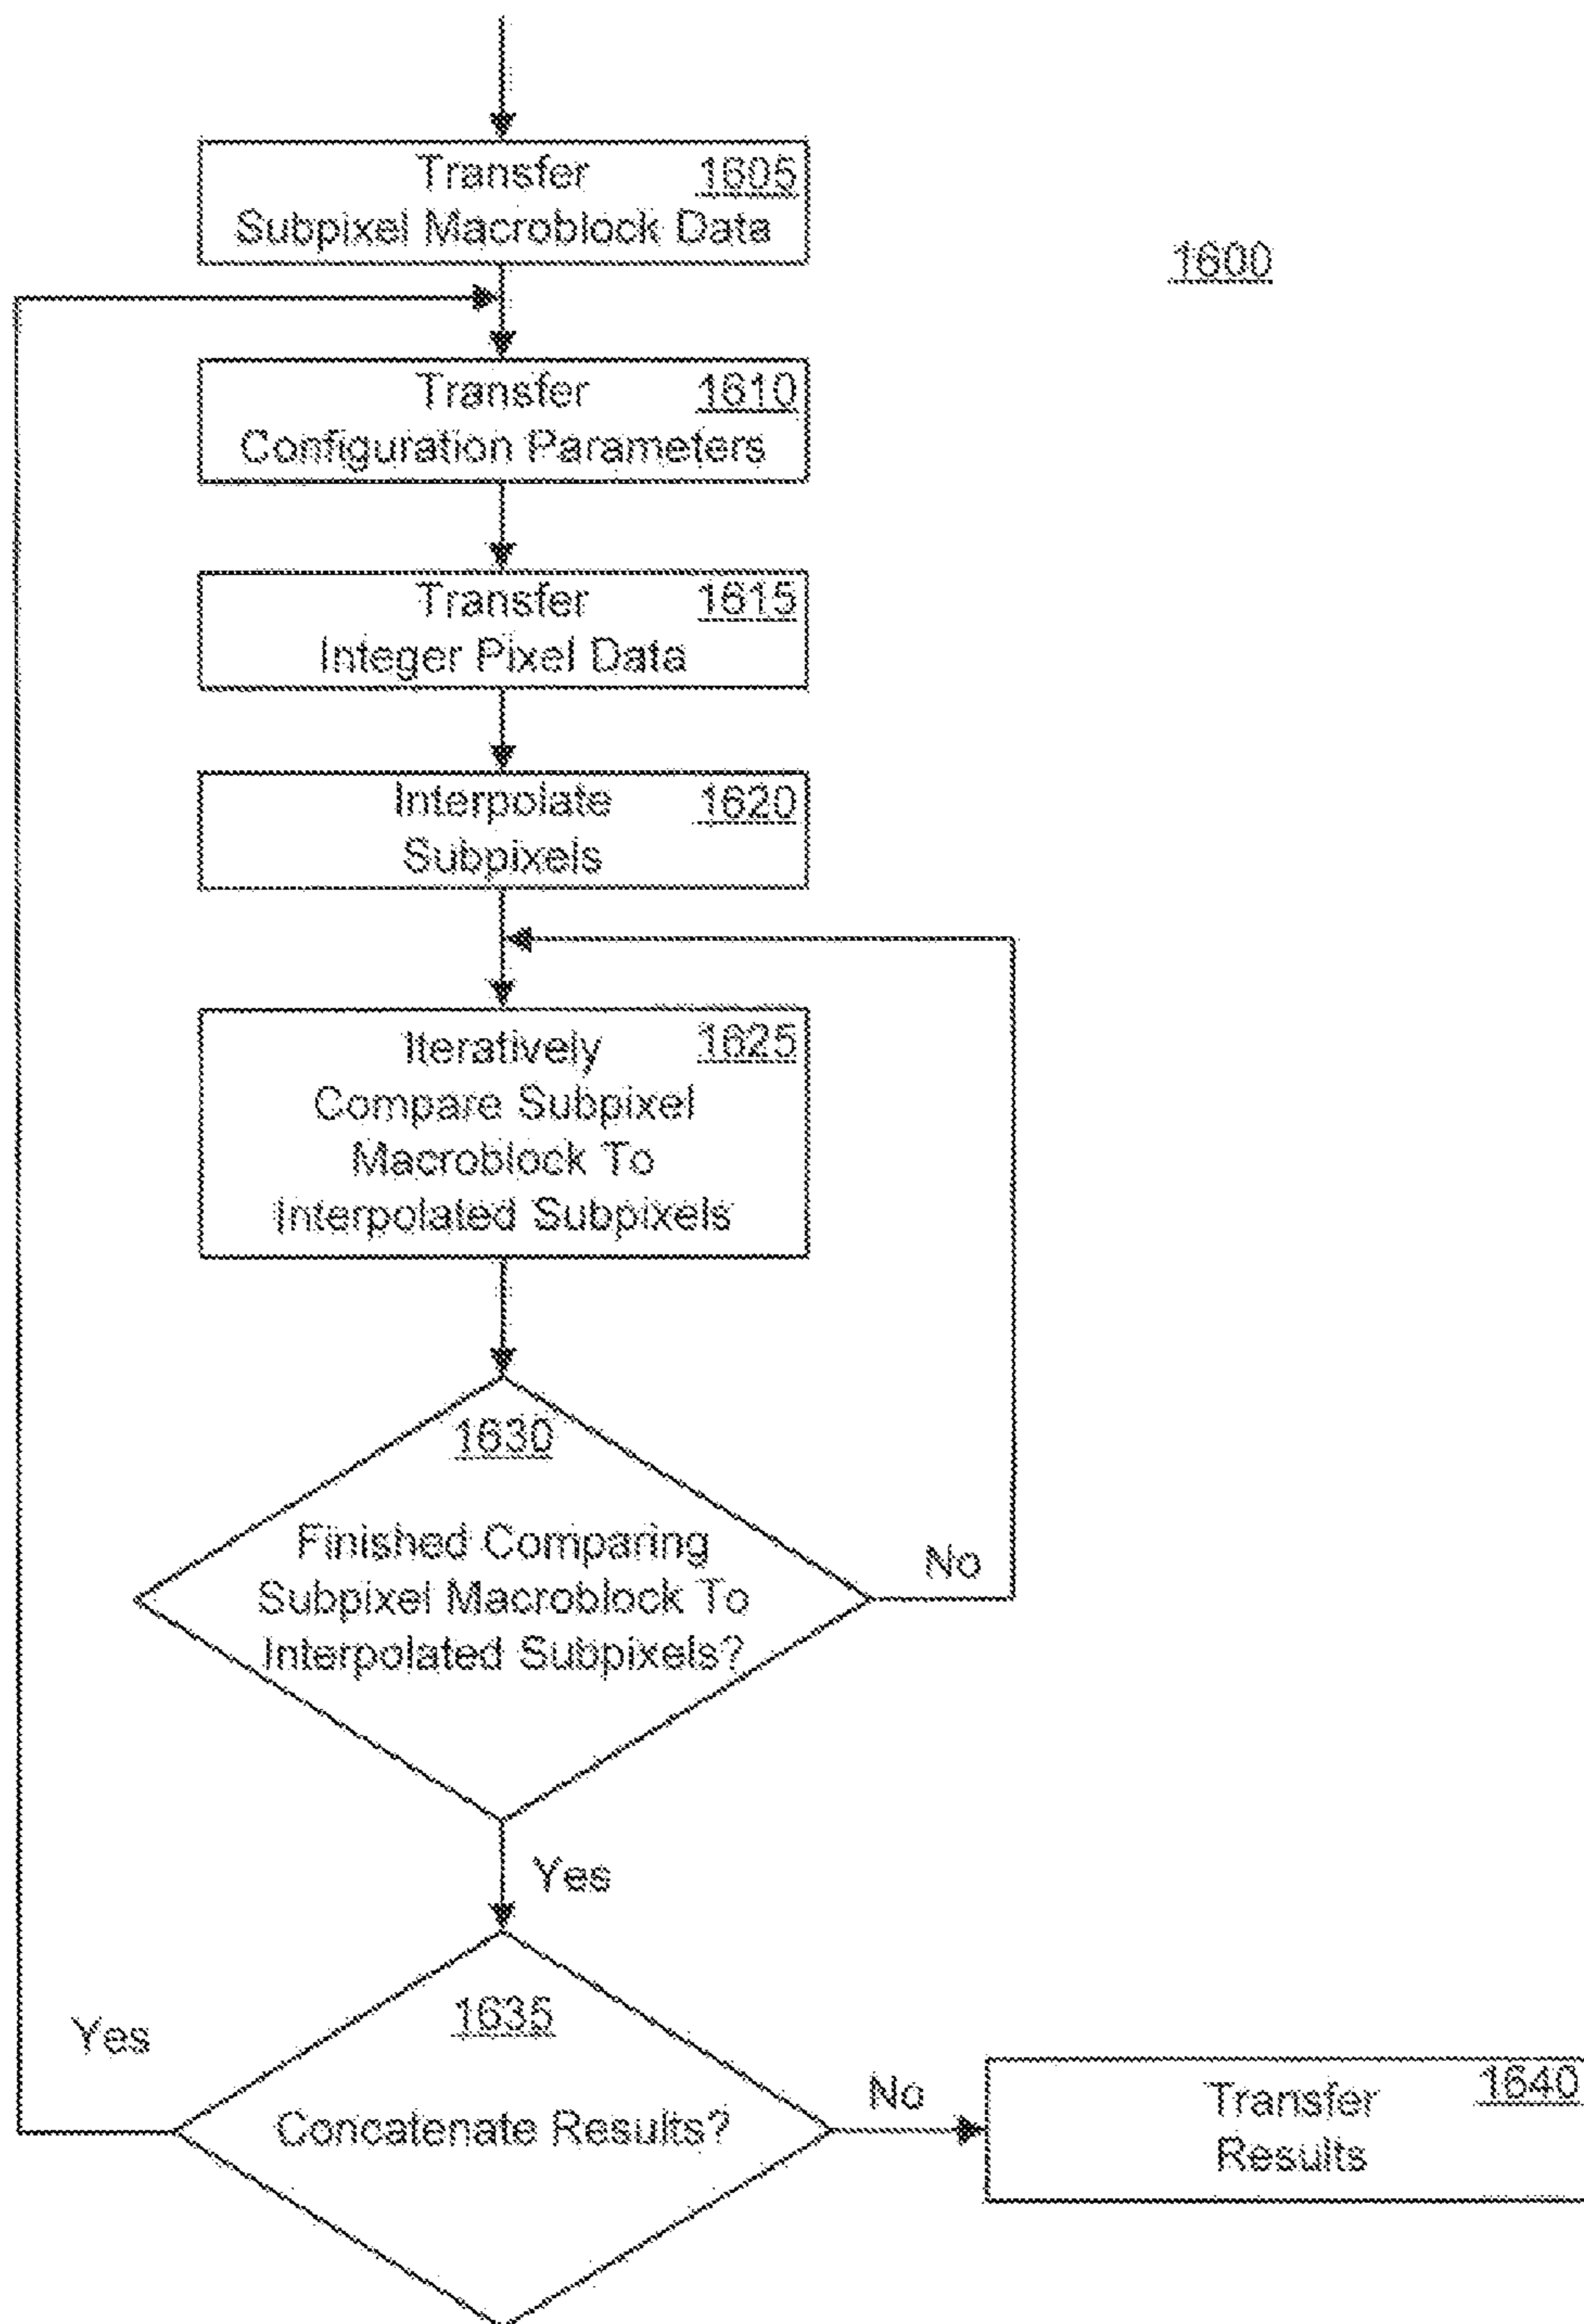 Transfer 1605
Subpixel Macroblock Data
1600
Transfer 1610
Configuration Parameters
Transfer 1615
Integer Pixel Data
Interpolate 1620
Subpixels
Iteratively 1625
Compare Subpixel
Macroblock To
Interpolated Subpixels
1630
Finished Comparing
Subpixel Macroblock To
Interpolated Subpixels?
No
Yes
1635
Yes
Concatenate Results?
No
Transfer 1640
Results